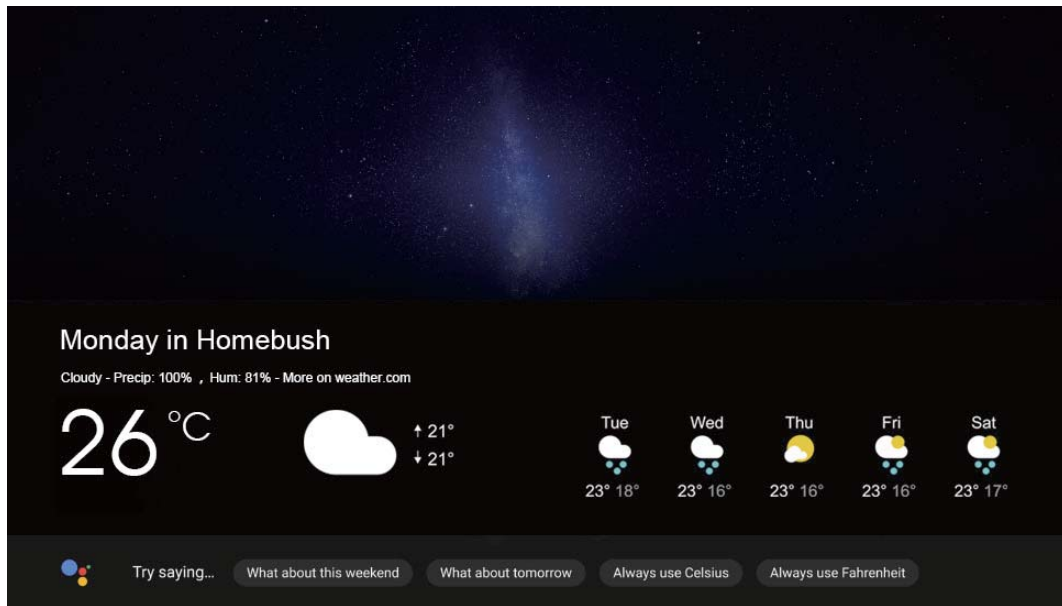 Monday in Homebush
Cloudy - Precip: 100% , Hum: 81% - More on weather.com
26 °C
↑ 21°
↓ 21°
Tue Wed Thu Fri Sat
23° 18° 23° 16° 23° 16° 23° 16° 23° 17°
Try saying... What about this weekend What about tomorrow Always use Celsius Always use Fahrenheit